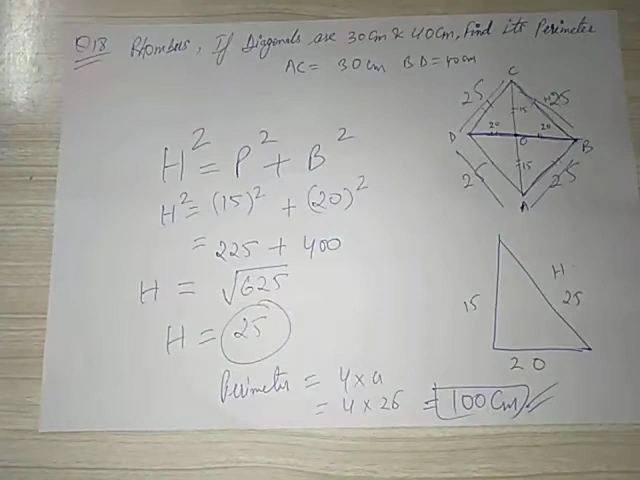 Q18 Rhombus, If Diagonals are 30cm & 40cm, Find its Perimeter
AC = 30cm BD = 40cm
C
25
25
15
H
D
20
20
O
B
15
25
25
A
H² = P² + B²
H² = (15)² + (20)²
= 225 + 400
H = √625
H = 25
H
15
25
20
Perimeter = 4 x a
= 4 x 25 = 100 Cm